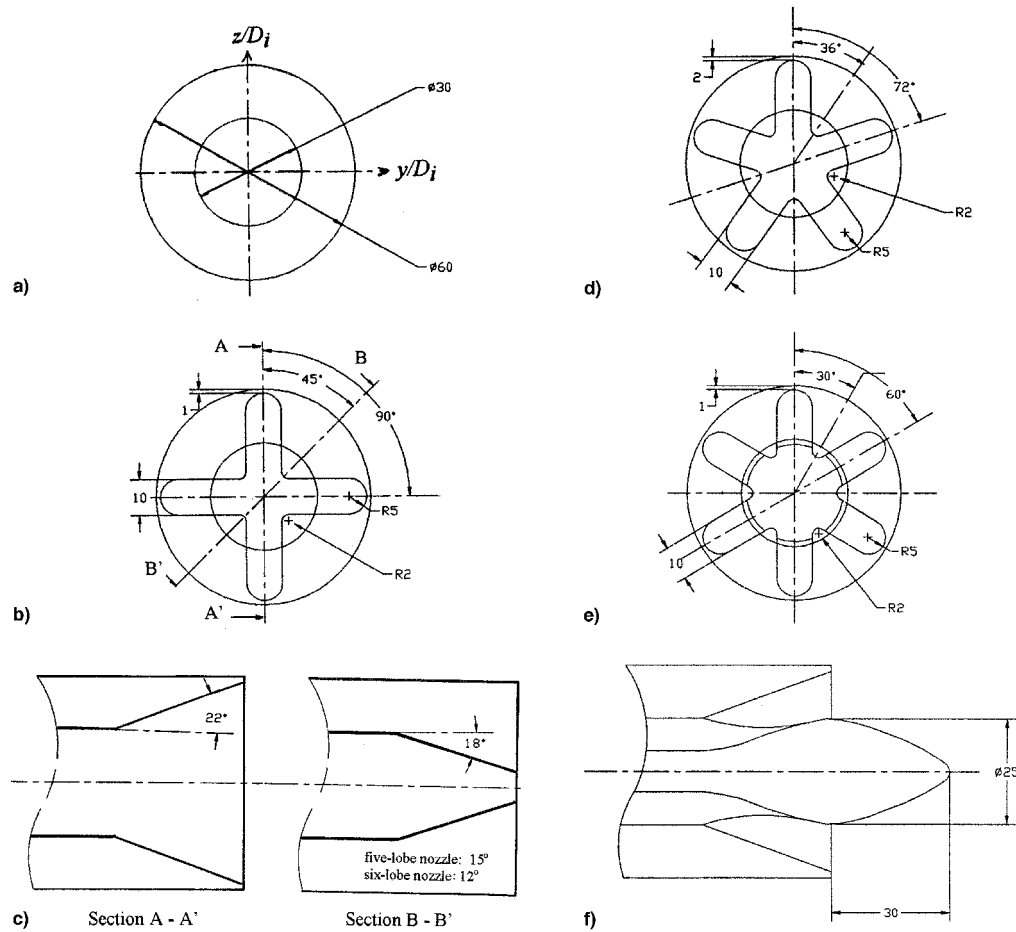 z/Di
y/Di
ø30
ø60
a)
36°
72°
2
R2
R5
10
d)
A
B
45°
90°
1
10
R5
R2
B'
A'
b)
30°
60°
1
10
R5
R2
e)
22°
18°
five-lobe nozzle: 15°
six-lobe nozzle: 12°
c) Section A - A' Section B - B'
ø25
30
f)